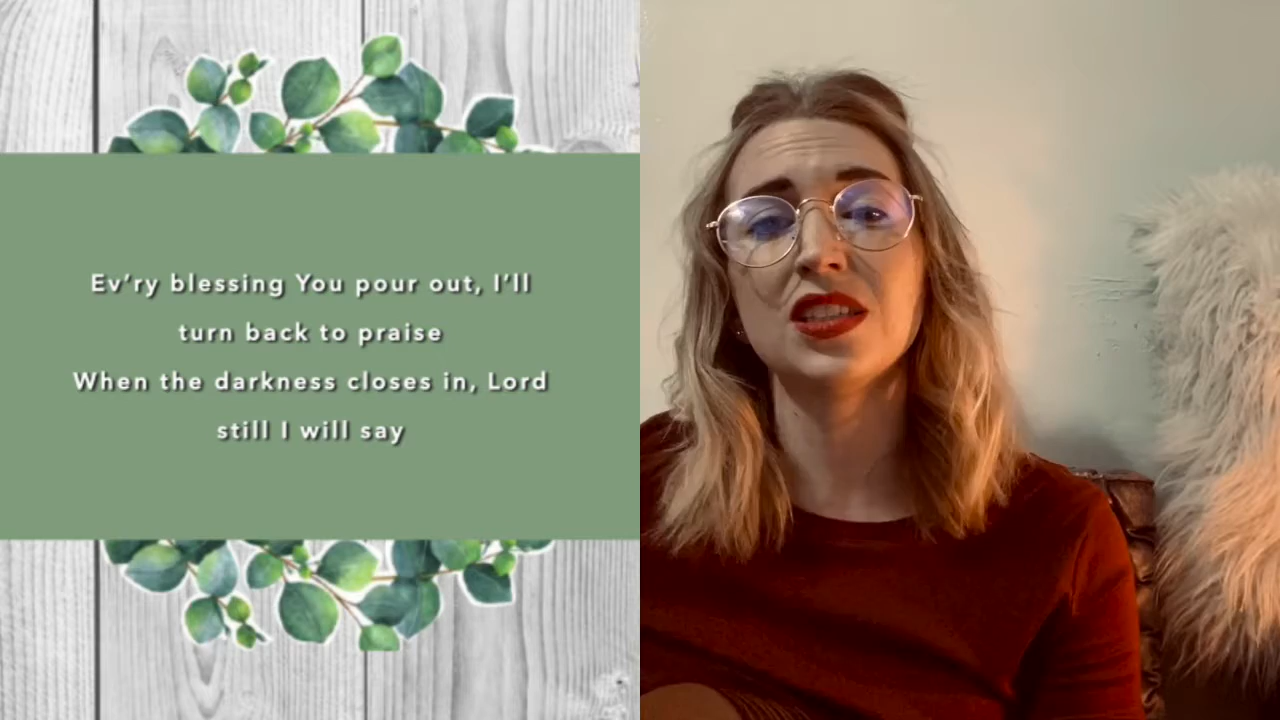 Ev’ry blessing You pour out, I’ll
turn back to praise
When the darkness closes in, Lord
still I will say